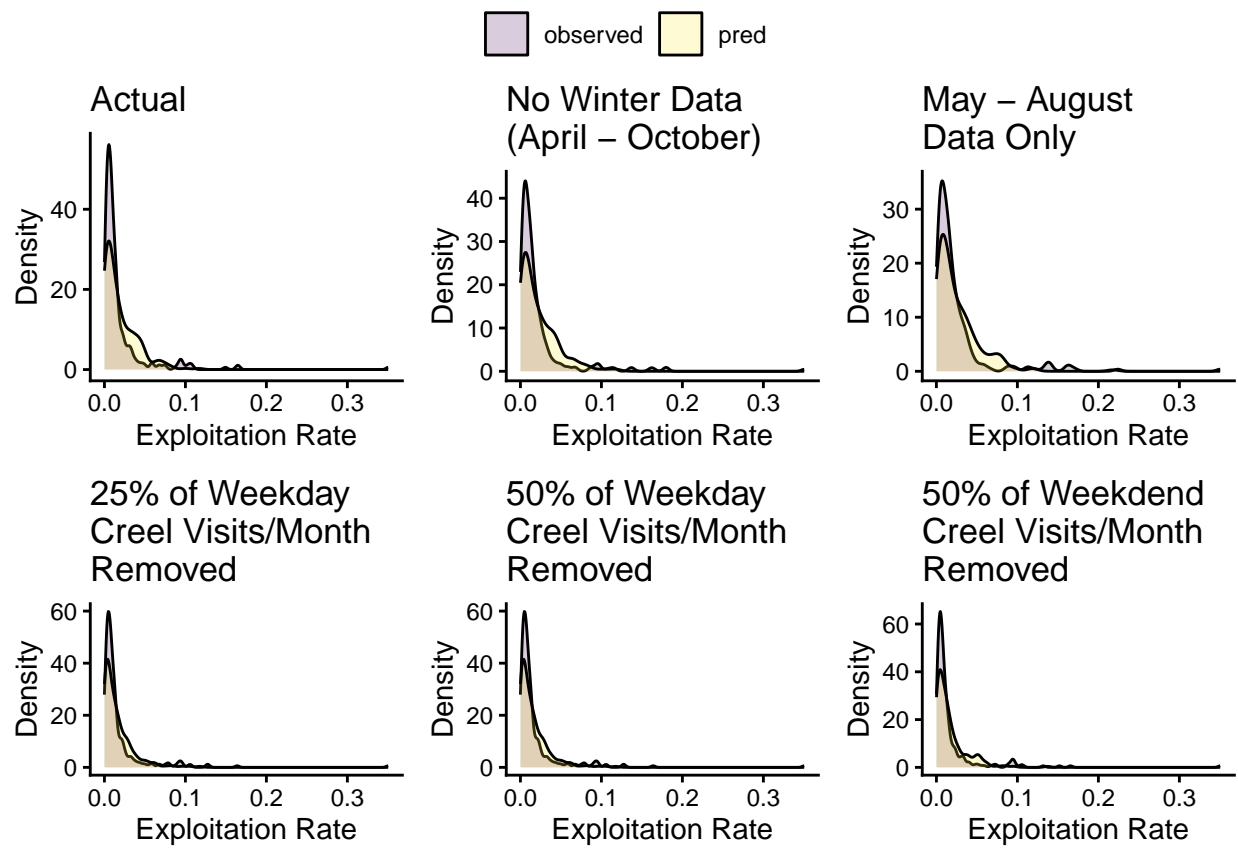 observed pred
Actual
No Winter Data
(April − October)
May − August
Data Only
Density
40
20
0
0.0 0.1 0.2 0.3
Exploitation Rate
Density
40
30
20
10
0
0.0 0.1 0.2 0.3
Exploitation Rate
Density
30
20
10
0
0.0 0.1 0.2 0.3
Exploitation Rate
25% of Weekday
Creel Visits/Month
Removed
Density
60
40
20
0
0.0 0.1 0.2 0.3
Exploitation Rate
50% of Weekday
Creel Visits/Month
Removed
Density
60
40
20
0
0.0 0.1 0.2 0.3
Exploitation Rate
50% of Weekdend
Creel Visits/Month
Removed
Density
60
40
20
0
0.0 0.1 0.2 0.3
Exploitation Rate